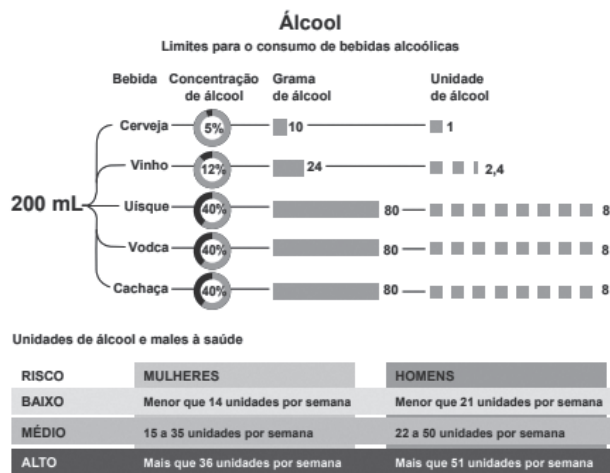 Álcool
Limites para o consumo de bebidas alcoólicas
Bebida Concentração de álcool Grama de álcool Unidade de álcool
200 mL
Cerveja 5% 10 1
Vinho 12% 24 2,4
Uísque 40% 80 8
Vodca 40% 80 8
Cachaça 40% 80 8
Unidades de álcool e males à saúde
RISCO MULHERES HOMENS
BAIXO Menor que 14 unidades por semana Menor que 21 unidades por semana
MÉDIO 15 a 35 unidades por semana 22 a 50 unidades por semana
ALTO Mais que 36 unidades por semana Mais que 51 unidades por semana